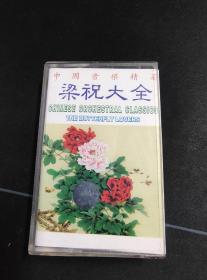 中國音樂精華
梁祝大全
CHINESE ORCHESTRAL CLASSICS
THE BUTTERFLY LOVERS